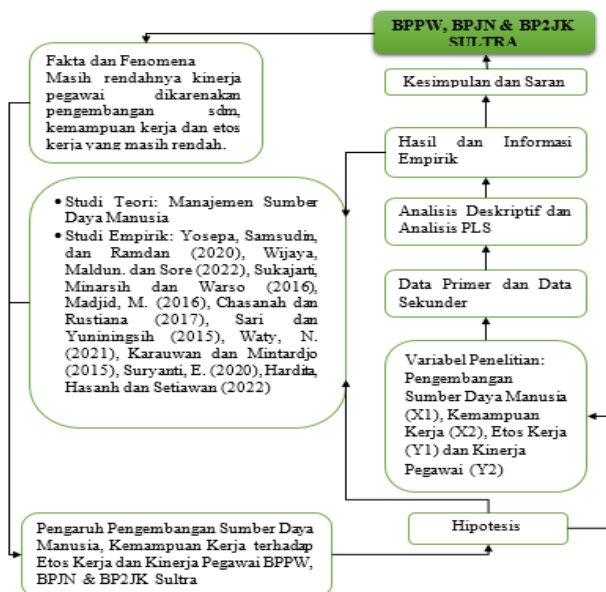 BPPW, BPJN & BP2JK
SULTRA
Fakta dan Fenomena
Masih rendahnya kinerja
pegawai dikarenakan
pengembangan sdm,
kemampuan kerja dan etos
kerja yang masih rendah.
Kesimpulan dan Saran
Hasil dan Informasi
Empirik
• Studi Teori: Manajemen Sumber
Daya Manusia
• Studi Empirik: Yosepa, Samsudin,
dan Ramdan (2020), Wijaya,
Maldun. dan Sore (2022), Sukajarti,
Minarsih dan Warso (2016),
Madjid, M. (2016), Chasanah dan
Rustiana (2017), Sari dan
Yuniningsih (2015), Waty, N.
(2021), Karauwan dan Mintardjo
(2015), Suryanti, E. (2020), Hardita,
Hasanh dan Setiawan (2022)
Analisis Deskriptif dan
Analisis PLS
Data Primer dan Data
Sekunder
Variabel Penelitian:
Pengembangan
Sumber Daya Manusia
(X1), Kemampuan
Kerja (X2), Etos Kerja
(Y1) dan Kinerja
Pegawai (Y2)
Pengaruh Pengembangan Sumber Daya
Manusia, Kemampuan Kerja terhadap
Etos Kerja dan Kinerja Pegawai BPPW,
BPJN & BP2JK Sultra
Hipotesis